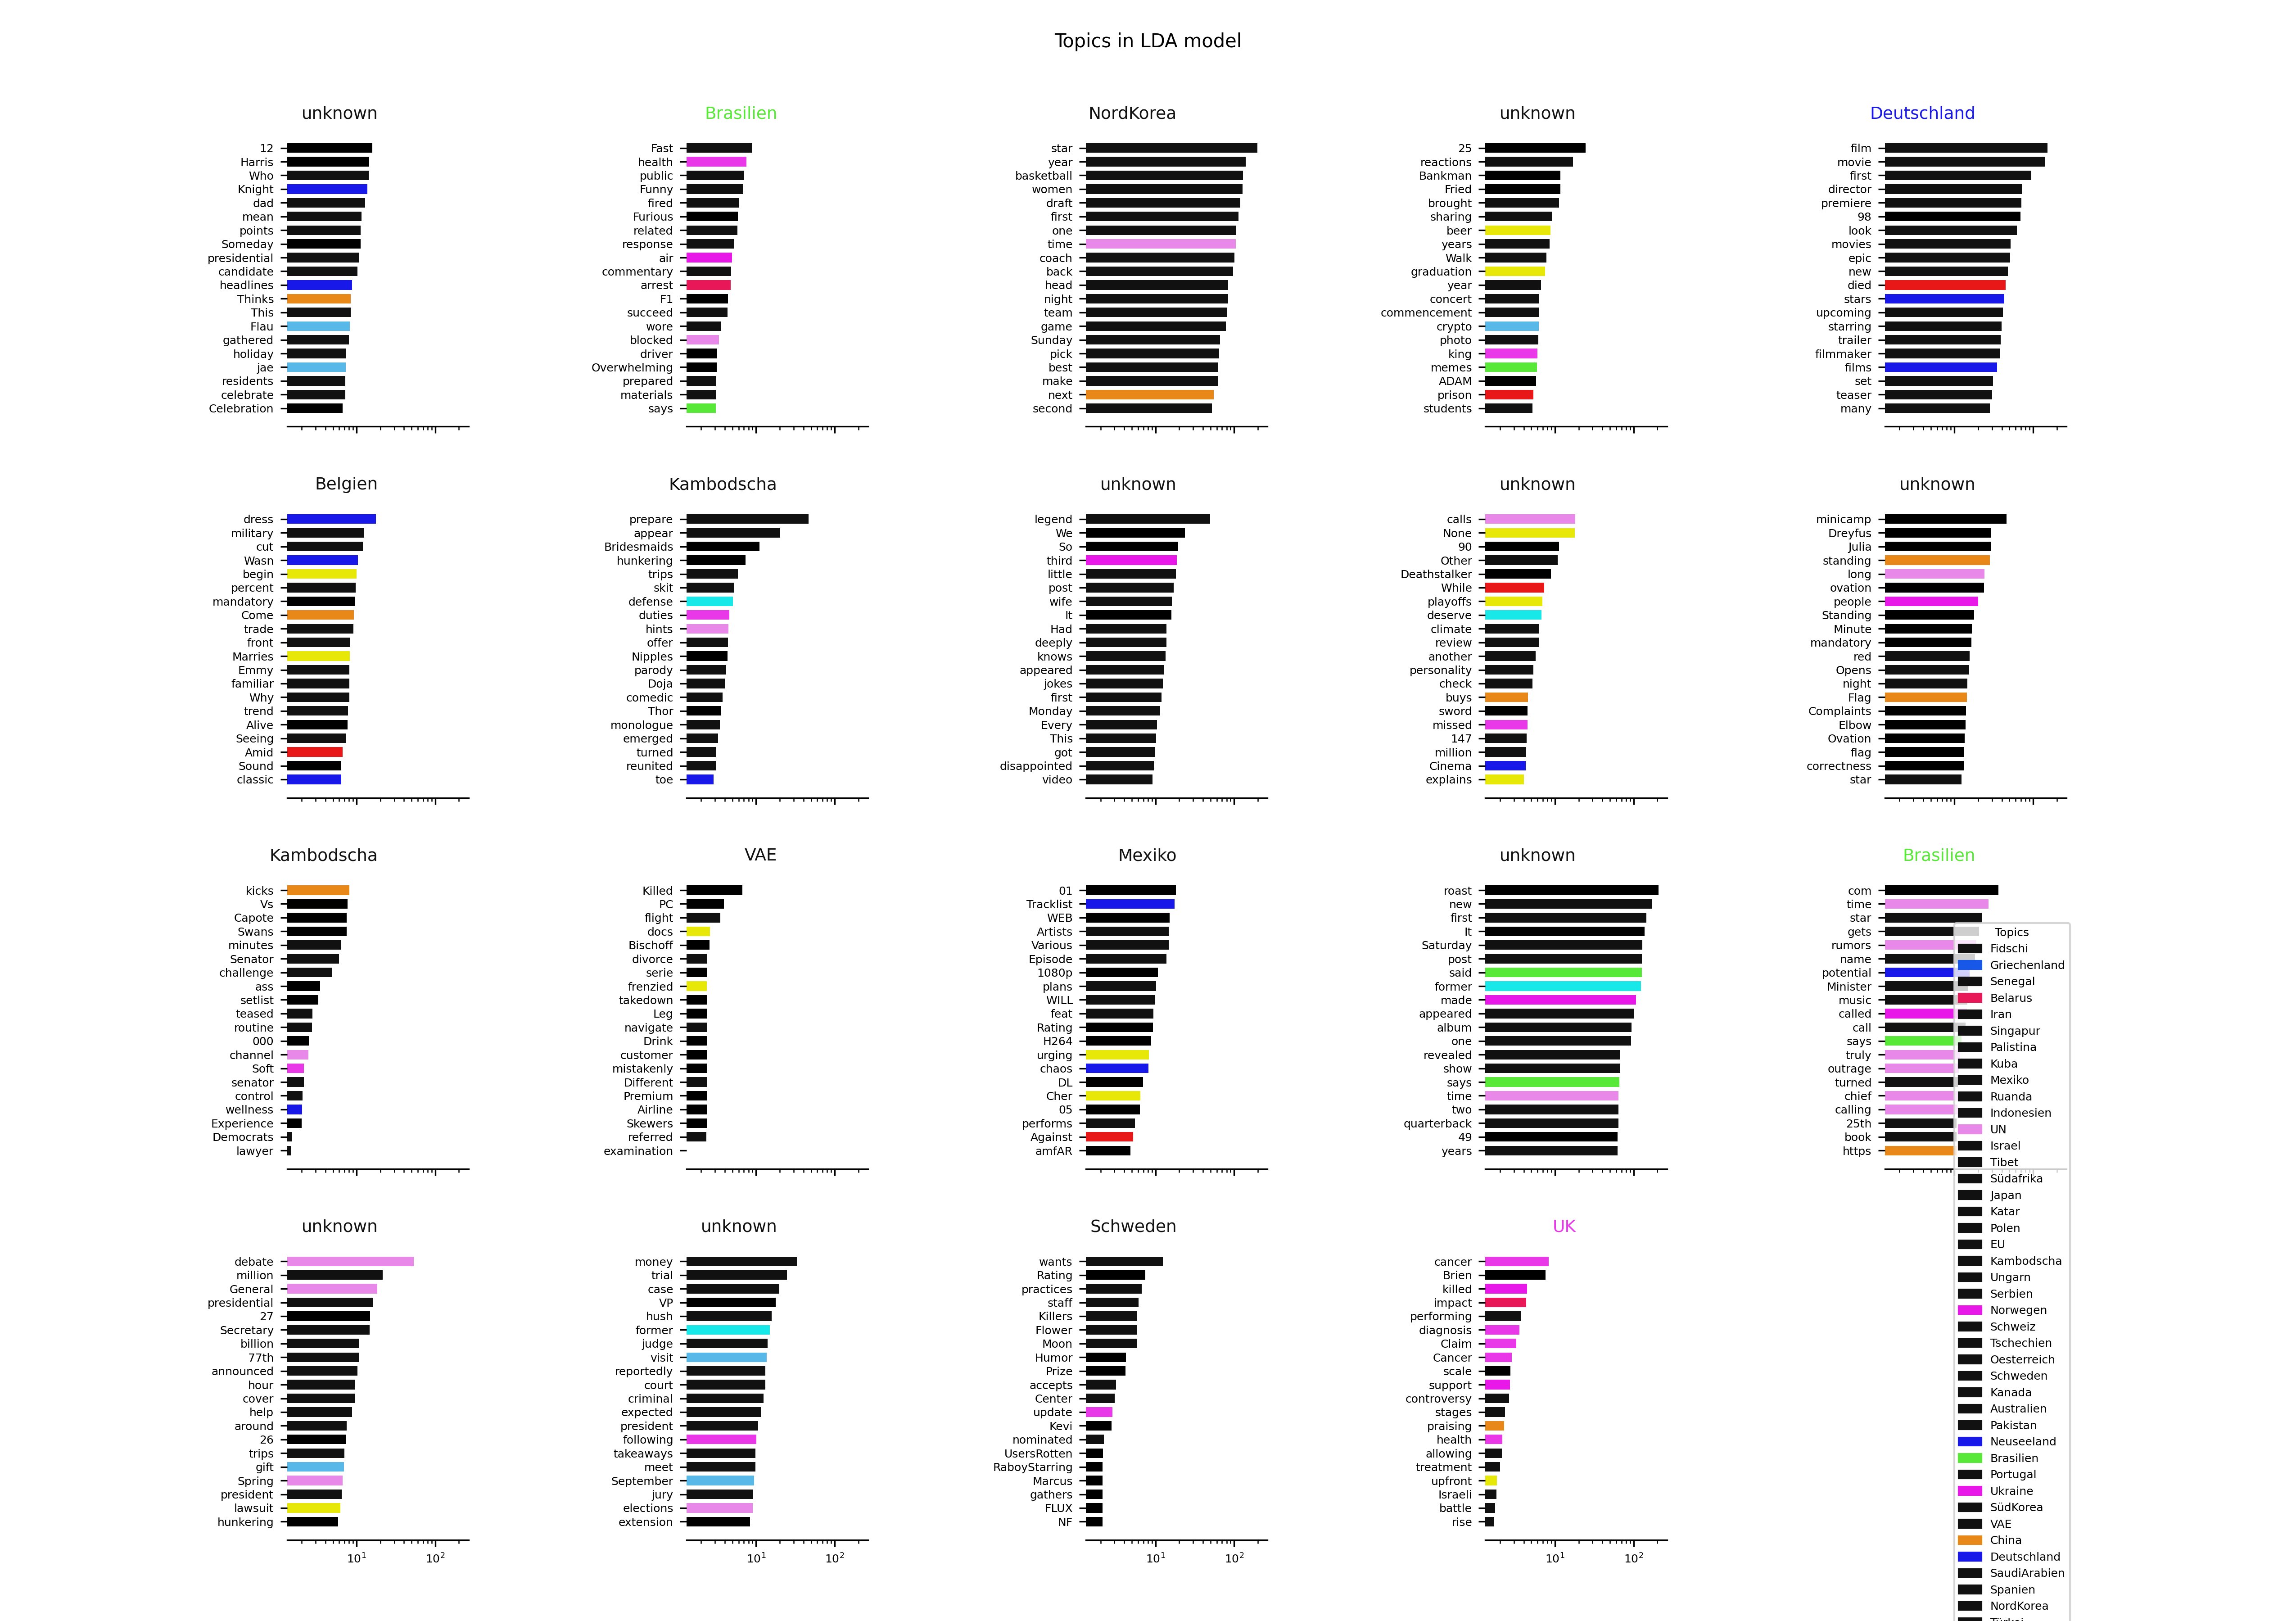 Topics in LDA model
unknown
12
Harris
Who
Knight
dad
mean
points
Someday
presidential
candidate
headlines
Thinks
This
Flau
gathered
holiday
jae
residents
celebrate
Celebration
Brasilien
Fast
health
public
Funny
fired
Furious
related
response
air
commentary
arrest
F1
succeed
wore
blocked
driver
Overwhelming
prepared
materials
says
NordKorea
star
year
basketball
women
draft
first
one
time
coach
back
head
night
team
game
Sunday
pick
best
make
next
second
unknown
25
reactions
Bankman
Fried
brought
sharing
beer
years
Walk
graduation
year
concert
commencement
crypto
photo
king
memes
ADAM
prison
students
Deutschland
film
movie
first
director
premiere
98
look
movies
epic
new
died
stars
upcoming
starring
trailer
filmmaker
films
set
teaser
many
Belgien
dress
military
cut
Wasn
begin
percent
mandatory
Come
trade
front
Marries
Emmy
familiar
Why
trend
Alive
Seeing
Amid
Sound
classic
Kambodscha
prepare
appear
Bridesmaids
hunkering
trips
skit
defense
duties
hints
offer
Nipples
parody
Doja
comedic
Thor
monologue
emerged
turned
reunited
toe
unknown
legend
We
So
third
little
post
wife
It
Had
deeply
knows
appeared
jokes
first
Monday
Every
This
got
disappointed
video
unknown
calls
None
90
Other
Deathstalker
While
playoffs
deserve
climate
review
another
personality
check
buys
sword
missed
147
million
Cinema
explains
unknown
minicamp
Dreyfus
Julia
standing
long
ovation
people
Standing
Minute
mandatory
red
Opens
night
Flag
Complaints
Elbow
Ovation
flag
correctness
star
Kambodscha
kicks
Vs
Capote
Swans
minutes
Senator
challenge
ass
setlist
teased
routine
000
channel
Soft
senator
control
wellness
Experience
Democrats
lawyer
VAE
Killed
PC
flight
docs
Bischoff
divorce
serie
frenzied
takedown
Leg
navigate
Drink
customer
mistakenly
Different
Premium
Airline
Skewers
referred
examination
Mexiko
01
Tracklist
WEB
Artists
Various
Episode
1080p
plans
WILL
feat
Rating
H264
urging
chaos
DL
Cher
05
performs
Against
amfAR
unknown
roast
new
first
It
Saturday
post
said
former
made
appeared
album
one
revealed
show
says
time
two
quarterback
49
years
Brasilien
com
time
star
gets
rumors
name
potential
Minister
music
called
call
says
truly
outrage
turned
chief
calling
25th
book
https
unknown
debate
million
General
presidential
27
Secretary
billion
77th
announced
hour
cover
help
around
26
trips
gift
Spring
president
lawsuit
hunkering
10¹ 10²
unknown
money
trial
case
VP
hush
former
judge
visit
reportedly
court
criminal
expected
president
following
takeaways
meet
September
jury
elections
extension
10¹ 10²
Schweden
wants
Rating
practices
staff
Killers
Flower
Moon
Humor
Prize
accepts
Center
update
Kevi
nominated
UsersRotten
RaboyStarring
Marcus
gathers
FLUX
NF
10¹ 10²
UK
cancer
Brien
killed
impact
performing
diagnosis
Claim
Cancer
scale
support
controversy
stages
praising
health
allowing
treatment
upfront
Israeli
battle
rise
10¹ 10²
Topics
Fidschi
Griechenland
Senegal
Belarus
Iran
Singapur
Palistina
Kuba
Mexiko
Ruanda
Indonesien
UN
Israel
Tibet
Südafrika
Japan
Katar
Polen
EU
Kambodscha
Ungarn
Serbien
Norwegen
Schweiz
Tschechien
Oesterreich
Schweden
Kanada
Australien
Pakistan
Neuseeland
Brasilien
Portugal
Ukraine
SüdKorea
VAE
China
Deutschland
SaudiArabien
Spanien
NordKorea